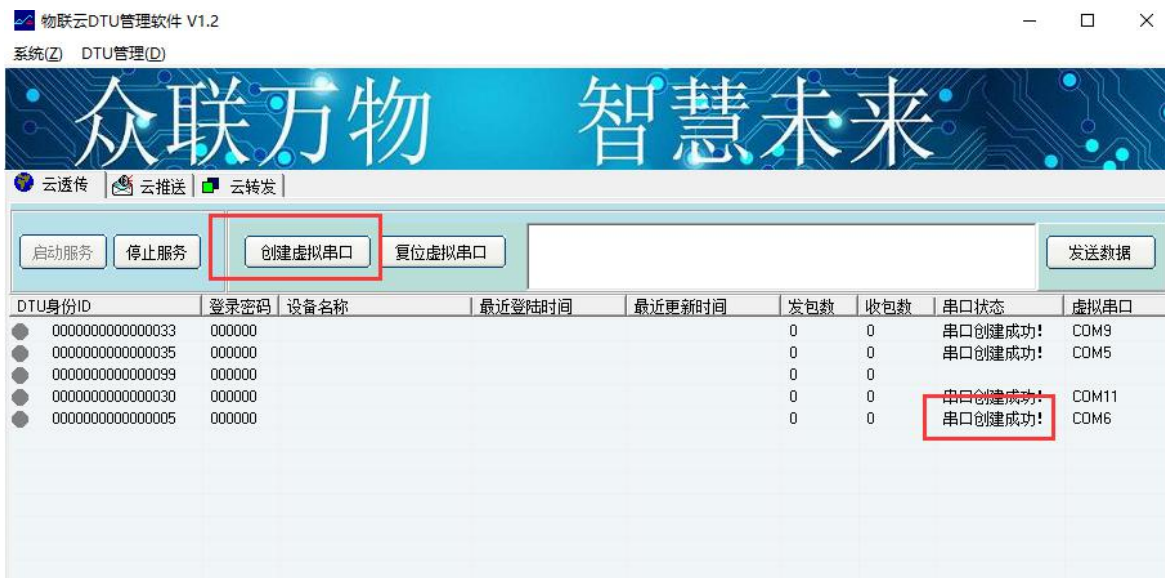 物联云DTU管理软件 V1.2
系统(Z) DTU管理(D)
众联万物 智慧未来
云透传 云推送 云转发
启动服务 停止服务 创建虚拟串口 复位虚拟串口 发送数据
DTU身份ID 登录密码 设备名称 最近登陆时间 最近更新时间 发包数 收包数 串口状态 虚拟串口
0000000000000033 000000 0 0 串口创建成功! COM9
0000000000000035 000000 0 0 串口创建成功! COM5
0000000000000099 000000 0 0
0000000000000030 000000 0 0 串口创建成功! COM11
0000000000000005 000000 0 0 串口创建成功! COM6